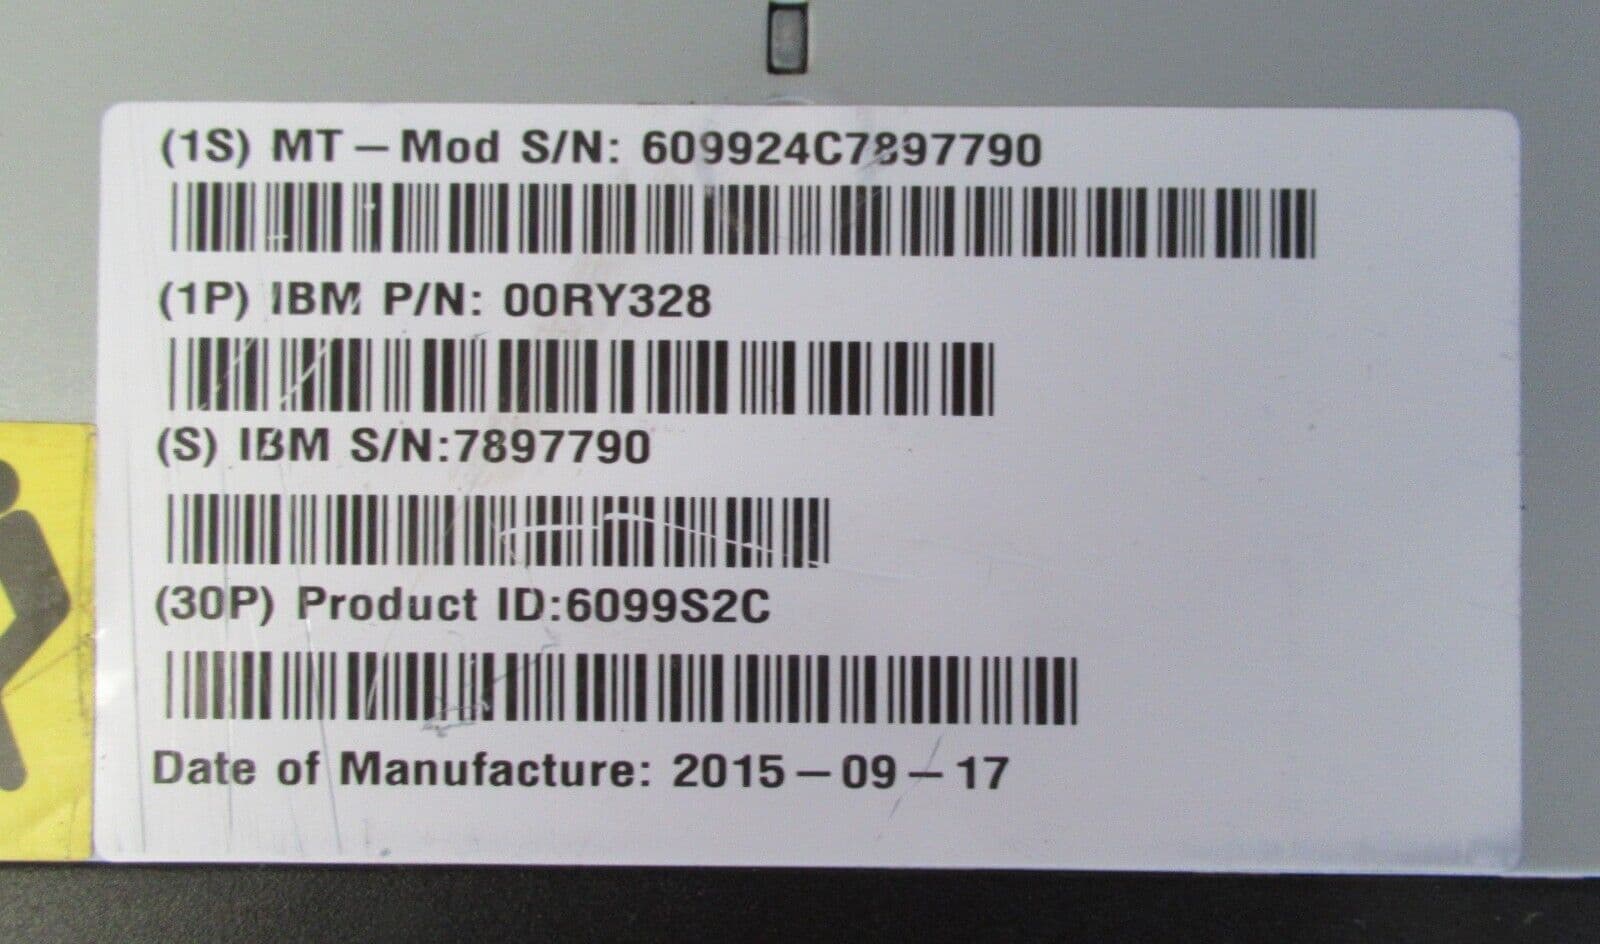 (1S) MT – Mod S/N: 609924C7897790
(1P) IBM P/N: 00RY328
(S) IBM S/N:7897790
(30P) Product ID:6099S2C
Date of Manufacture: 2015 – 09 – 17